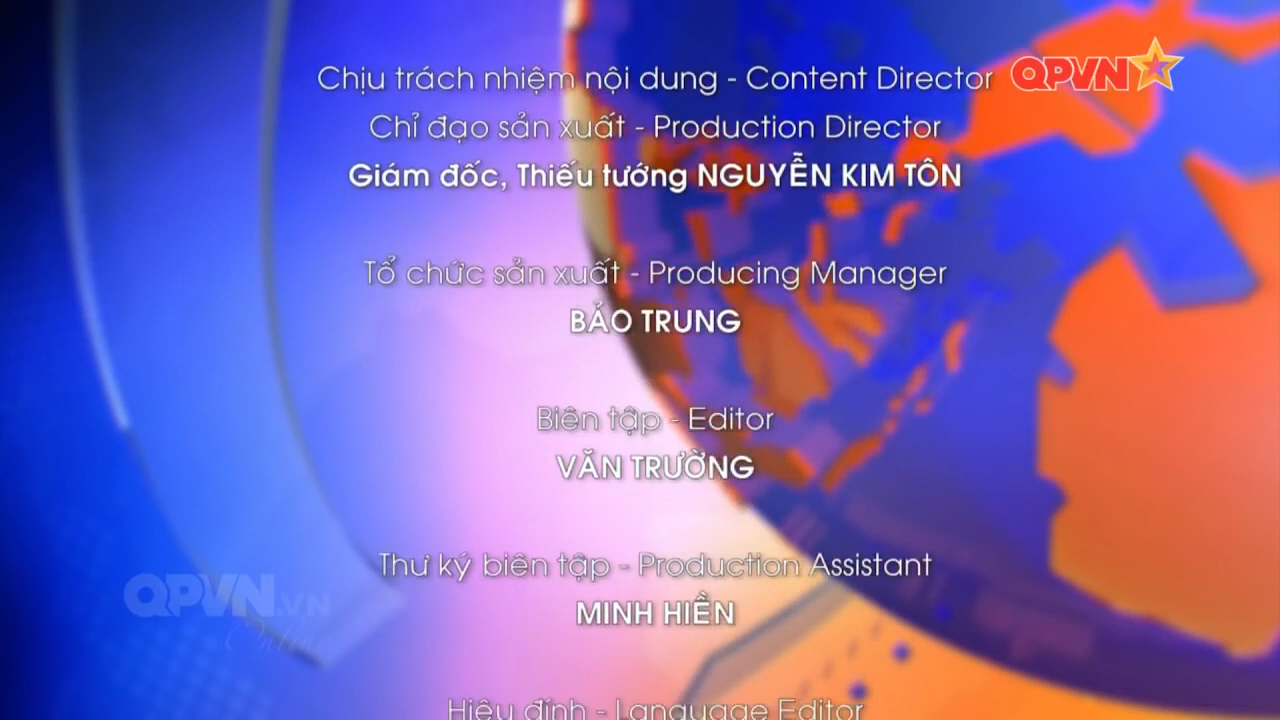 Chịu trách nhiệm nội dung - Content Director
QPVN
Chỉ đạo sản xuất - Production Director
Giám đốc, Thiếu tướng NGUYỄN KIM TÔN
Tổ chức sản xuất - Producing Manager
BẢO TRUNG
Biên tập - Editor
VĂN TRƯỜNG
Thư ký biên tập - Production Assistant
MINH HIỀN
QPVN.VN
Online
Hiệu đính - Language Editor